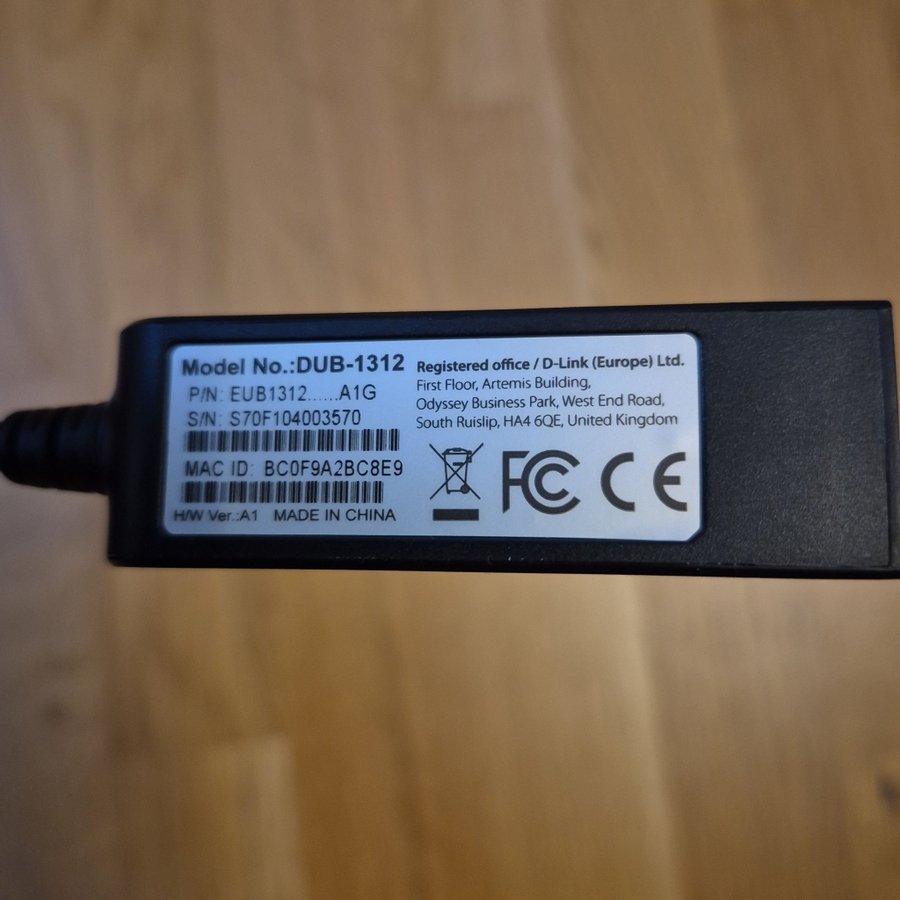 Model No.:DUB-1312
P/N: EUB1312......A1G
S/N: S70F104003570
MAC ID: BC0F9A2BC8E9
H/W Ver.:A1 MADE IN CHINA
Registered office / D-Link (Europe) Ltd.
First Floor, Artemis Building,
Odyssey Business Park, West End Road,
South Ruislip, HA4 6QE, United Kingdom
FC CE